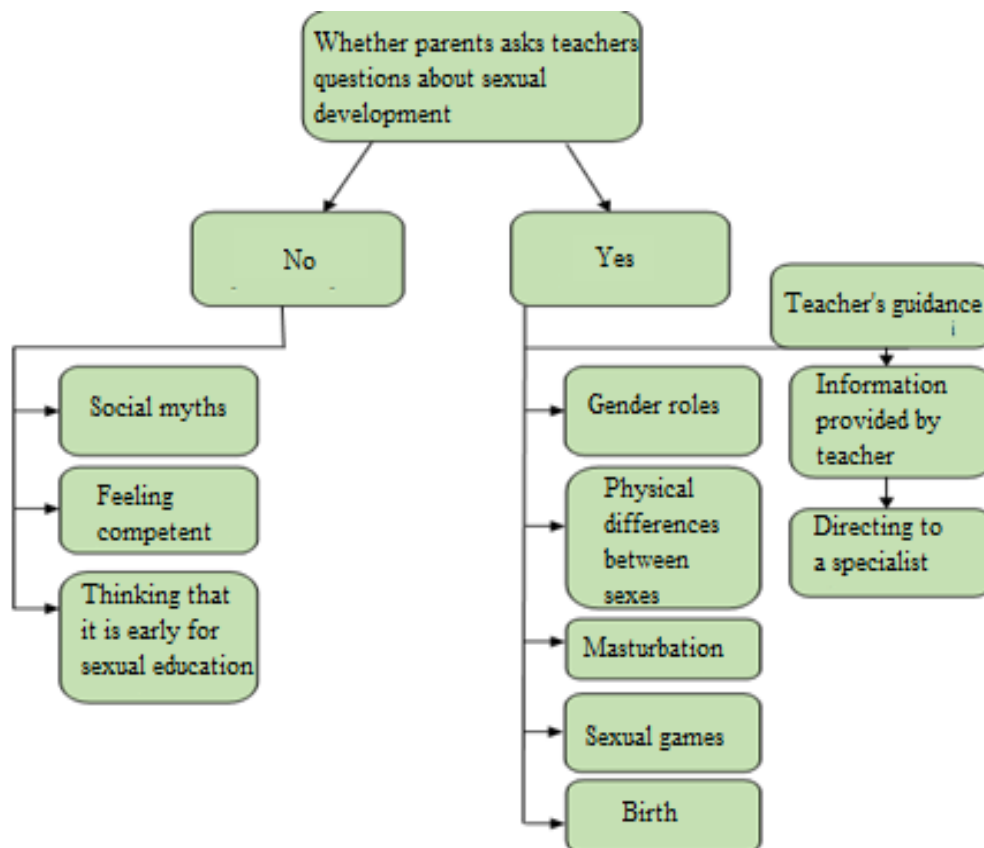 Whether parents asks teachers
questions about sexual
development
No
Yes
Teacher's guidance
i
Social myths
Feeling
competent
Thinking that
it is early for
sexual education
Gender roles
Physical
differences
between
sexes
Masturbation
Sexual games
Birth
Information
provided by
teacher
Directing to
a specialist